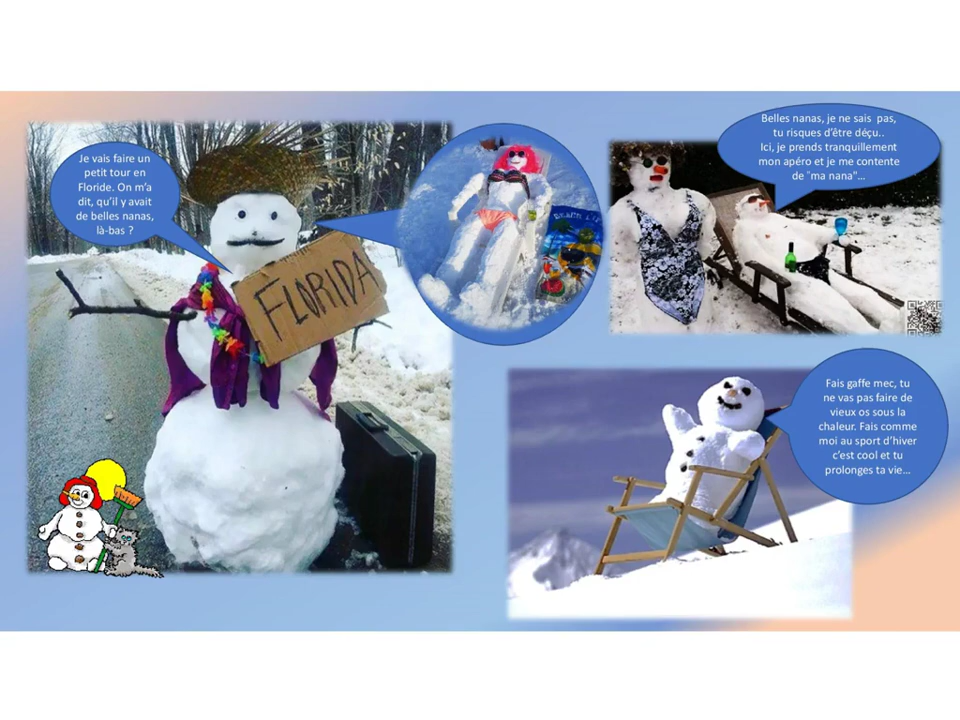 Je vais faire un
petit tour en
Floride. On m'a
dit, qu'il y avait
de belles nanas,
là-bas ?
FLORIDA
Belles nanas, je ne sais pas,
tu risques d'être déçu..
Ici, je prends tranquillement
mon apéro et je me contente
de "ma nana"...
Fais gaffe mec, tu
ne vas pas faire de
vieux os sous la
chaleur. Fais comme
moi au sport d'hiver
c'est cool et tu
prolonges ta vie...